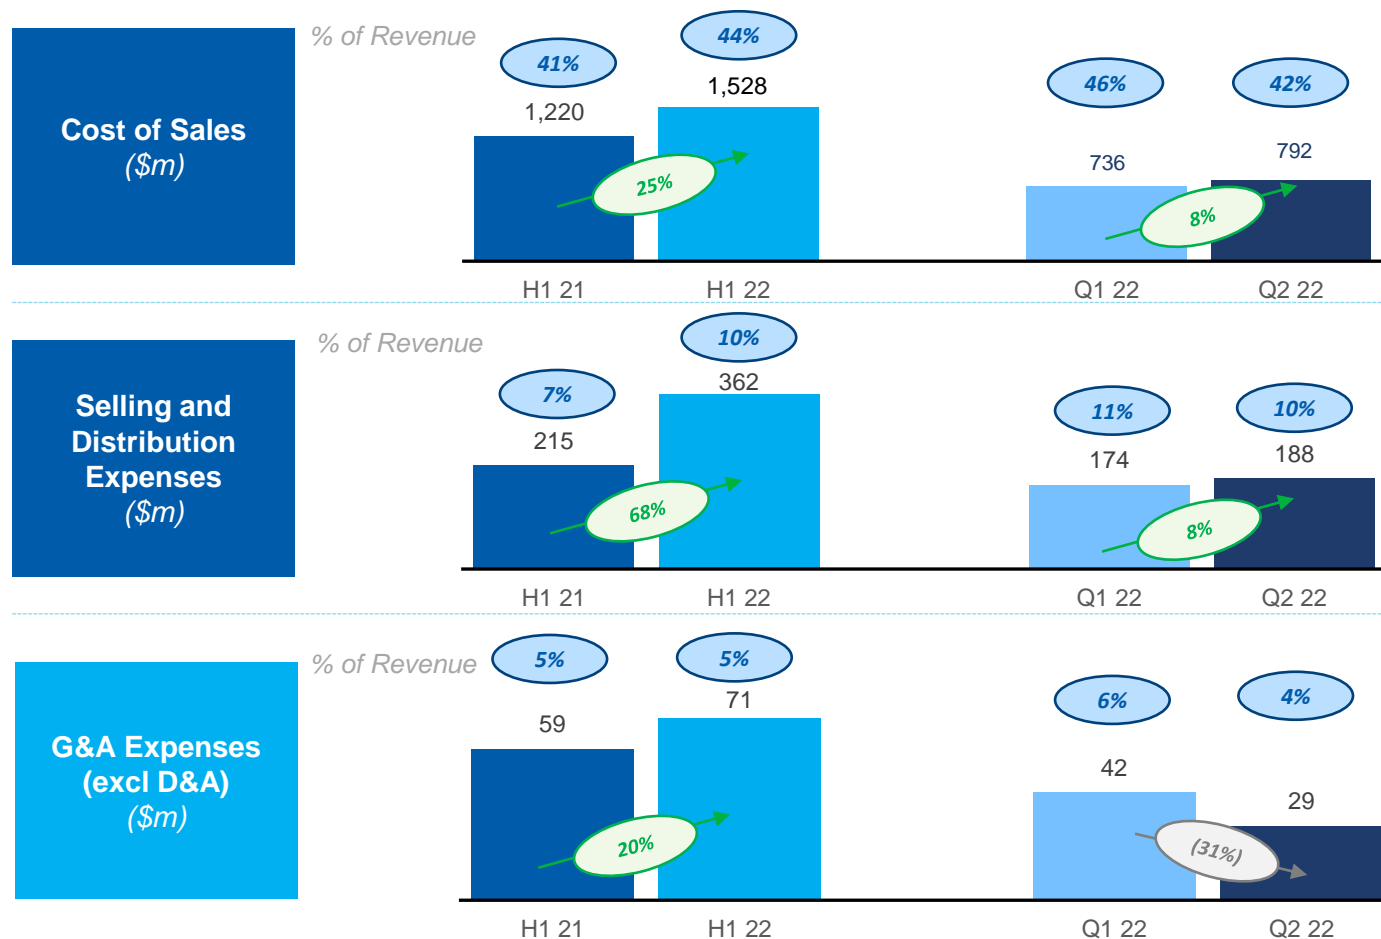 Cost of Sales
($m)
% of Revenue
41%
44%
46%
42%
1,220
1,528
736
792
25%
8%
H1 21
H1 22
Q1 22
Q2 22
Selling and
Distribution
Expenses
($m)
% of Revenue
7%
10%
11%
10%
215
362
174
188
68%
8%
H1 21
H1 22
Q1 22
Q2 22
G&A Expenses
(excl D&A)
($m)
% of Revenue
5%
5%
6%
4%
59
71
42
29
20%
(31%)
H1 21
H1 22
Q1 22
Q2 22